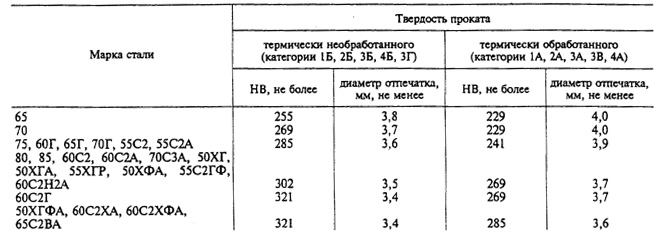 Марка стали
Твердость проката
термически необработанного
(категории 1Б, 2Б, 3Б, 4Б, 3Г)
термически обработанного
(категории 1А, 2А, 3А, 3В, 4А)
НВ, не более
диаметр отпечатка,
мм, не менее
НВ, не более
диаметр отпечатка,
мм, не менее
65 255 3,8 229 4,0
70 269 3,7 229 4,0
75, 60Г, 65Г, 70Г, 55С2, 55С2А 285 3,6 241 3,9
80, 85, 60С2, 60С2А, 70С3А, 50ХГ,
50ХГА, 55ХГР, 50ХФА, 55С2ГФ,
60С2Н2А 302 3,5 269 3,7
60С2Г 321 3,4 269 3,7
50ХГФА, 60С2ХА, 60С2ХФА,
65С2ВА 321 3,4 285 3,6